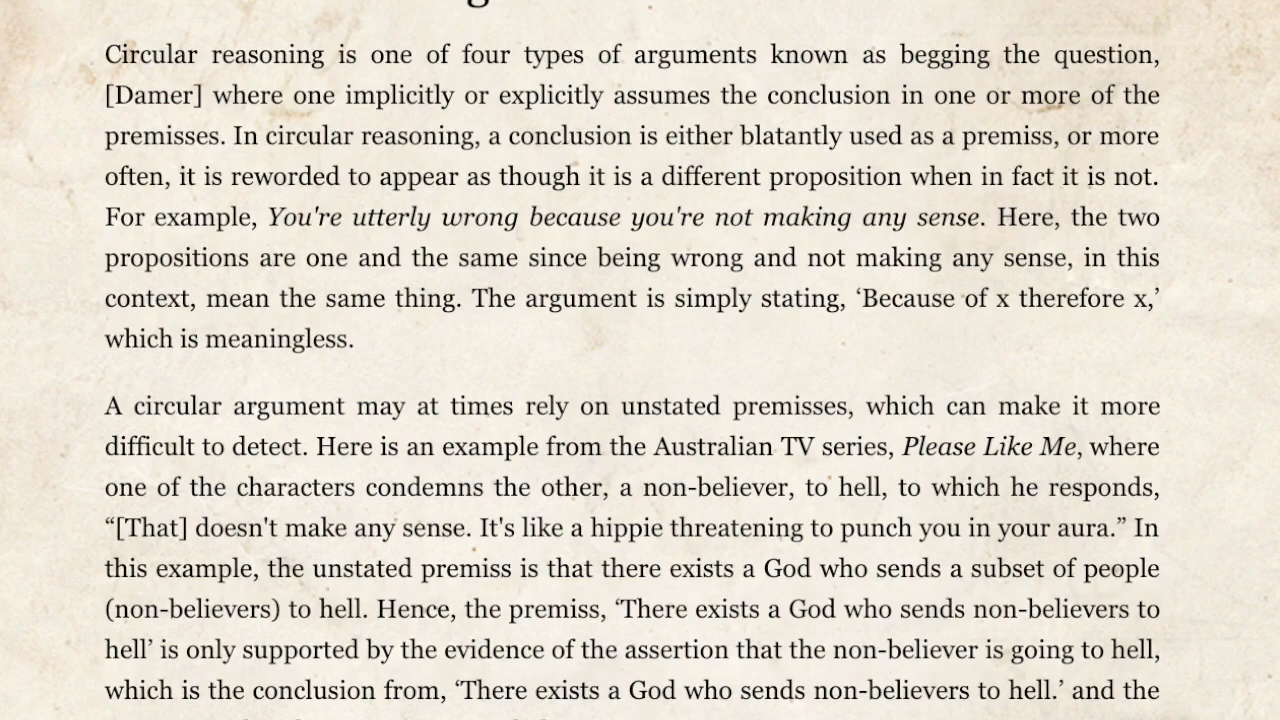 Circular reasoning is one of four types of arguments known as begging the question,
[Damer] where one implicitly or explicitly assumes the conclusion in one or more of the
premisses. In circular reasoning, a conclusion is either blatantly used as a premiss, or more
often, it is reworded to appear as though it is a different proposition when in fact it is not.
For example, You're utterly wrong because you're not making any sense. Here, the two
propositions are one and the same since being wrong and not making any sense, in this
context, mean the same thing. The argument is simply stating, ‘Because of x therefore x,’
which is meaningless.
A circular argument may at times rely on unstated premisses, which can make it more
difficult to detect. Here is an example from the Australian TV series, Please Like Me, where
one of the characters condemns the other, a non-believer, to hell, to which he responds,
“[That] doesn't make any sense. It's like a hippie threatening to punch you in your aura.” In
this example, the unstated premiss is that there exists a God who sends a subset of people
(non-believers) to hell. Hence, the premiss, ‘There exists a God who sends non-believers to
hell’ is only supported by the evidence of the assertion that the non-believer is going to hell,
which is the conclusion from, ‘There exists a God who sends non-believers to hell.’ and the